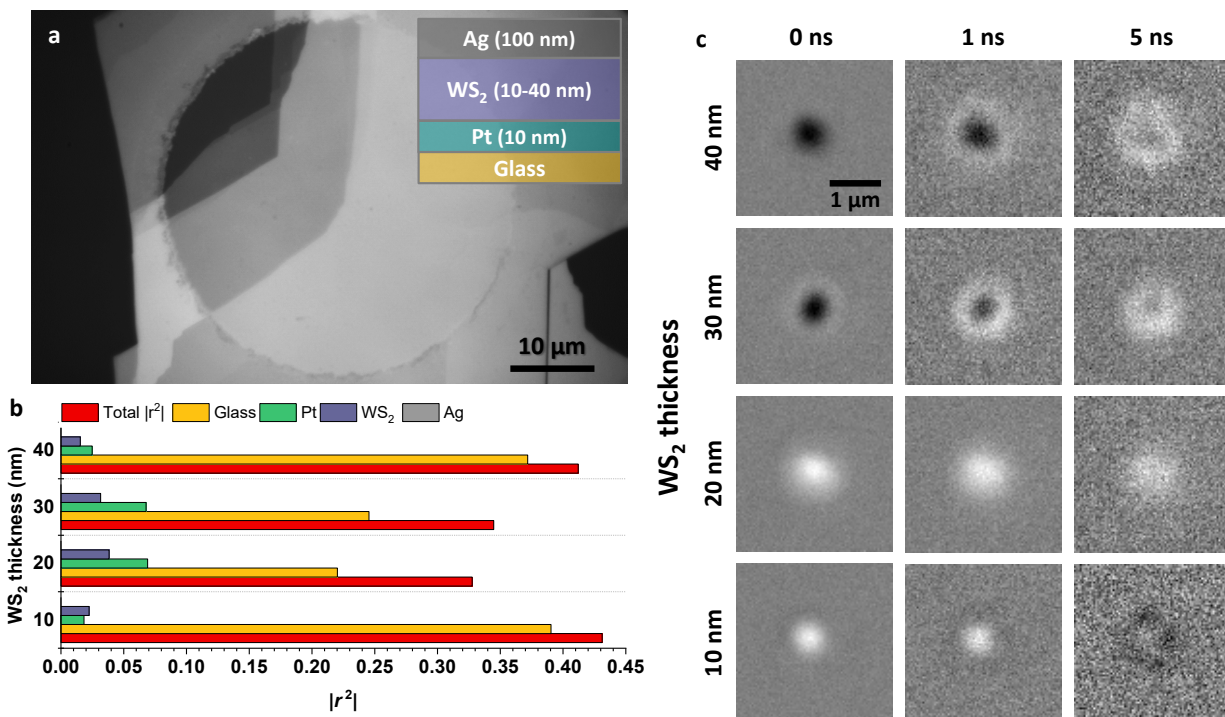 a
Ag (100 nm)
WS₂ (10-40 nm)
Pt (10 nm)
Glass
10 µm
b
Total |r²| Glass Pt WS₂ Ag
WS₂ thickness (nm)
40
30
20
10
0.00 0.05 0.10 0.15 0.20 0.25 0.30 0.35 0.40 0.45
|r²|
c
0 ns 1 ns 5 ns
WS₂ thickness
40 nm
1 µm
30 nm
20 nm
10 nm